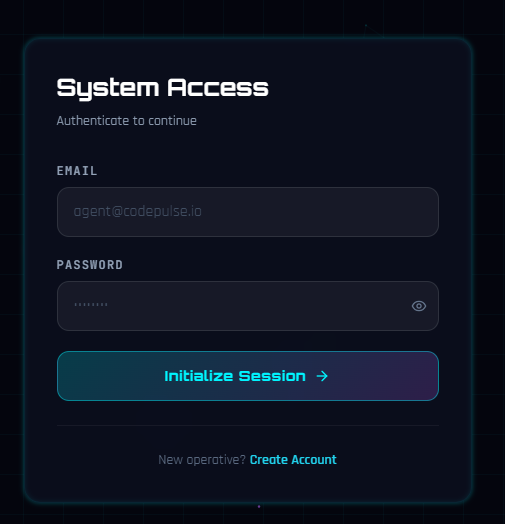 System Access
Authenticate to continue
EMAIL
agent@codepulse.io
PASSWORD
••••••••
Initialize Session →
New operative? Create Account